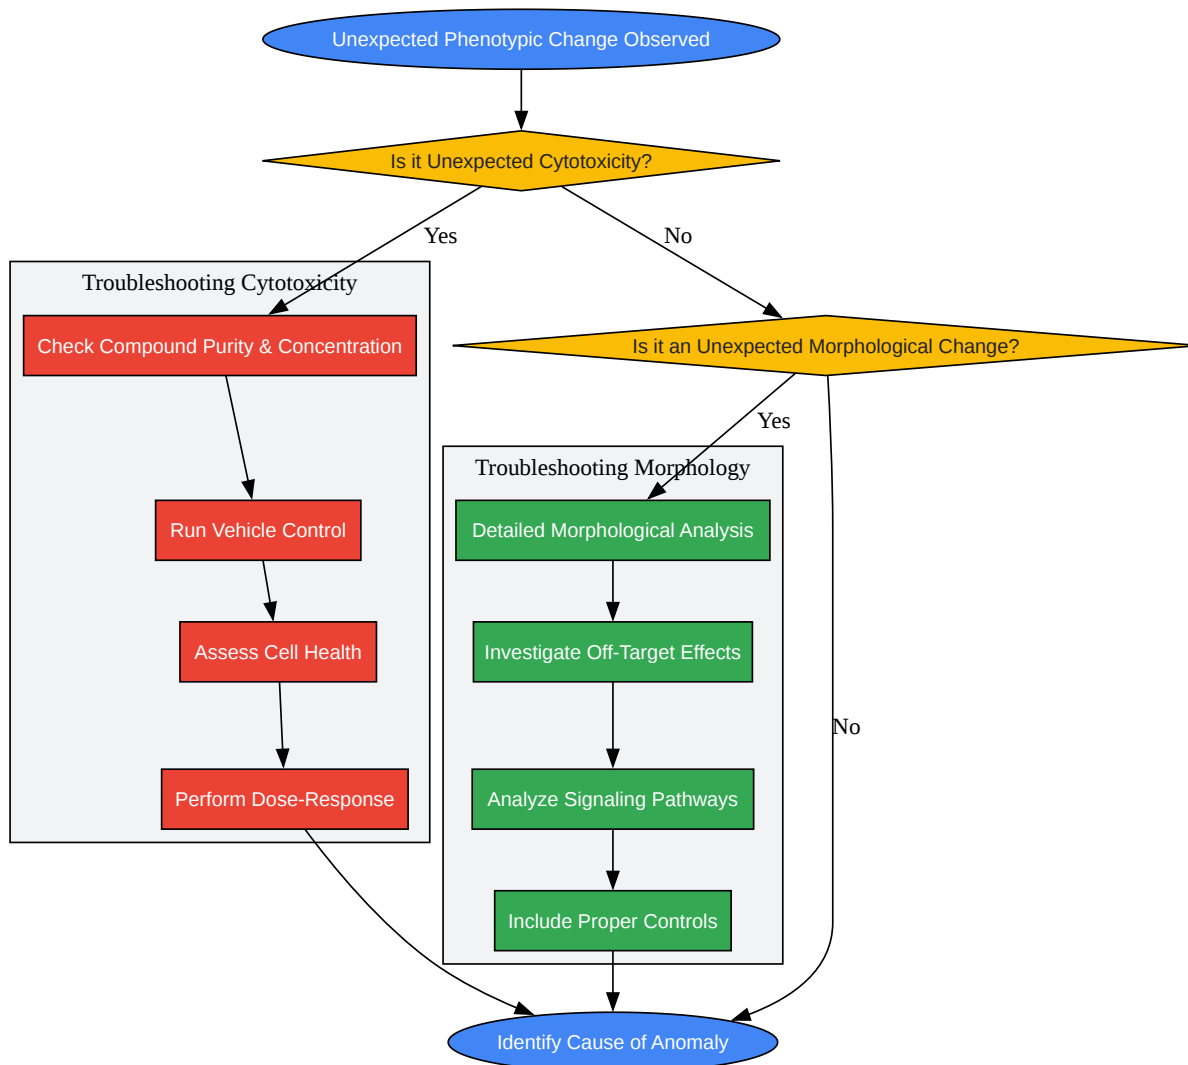 Unexpected Phenotypic Change Observed
Is it Unexpected Cytotoxicity?
Yes
No
Troubleshooting Cytotoxicity
Check Compound Purity & Concentration
Is it an Unexpected Morphological Change?
Yes
Troubleshooting Morphology
Run Vehicle Control
Detailed Morphological Analysis
Assess Cell Health
Investigate Off-Target Effects
No
Perform Dose-Response
Analyze Signaling Pathways
Include Proper Controls
Identify Cause of Anomaly